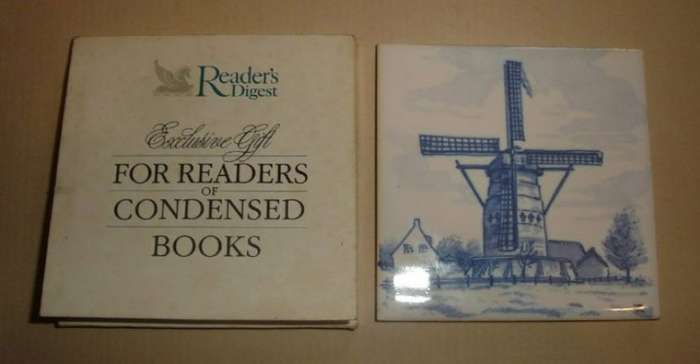 Reader's
Digest
Exclusive Gift
FOR READERS
OF
CONDENSED
BOOKS